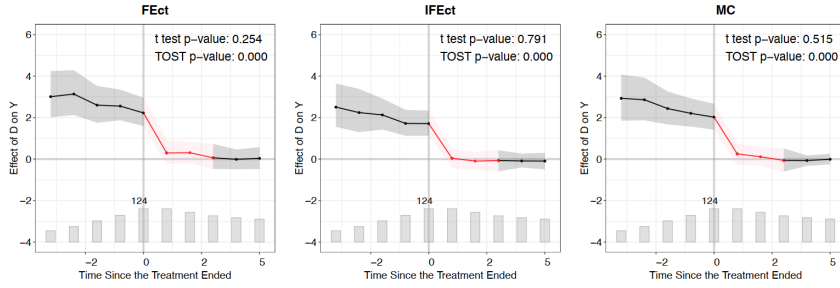 FEct
IFEct
MC
t test p-value: 0.254
TOST p-value: 0.000
t test p-value: 0.791
TOST p-value: 0.000
t test p-value: 0.515
TOST p-value: 0.000
Effect of D on Y
6
4
2
0
−2
−4
124
−2
0
2
5
Time Since the Treatment Ended
Effect of D on Y
6
4
2
0
−2
−4
124
−2
0
2
5
Time Since the Treatment Ended
Effect of D on Y
6
4
2
0
−2
−4
124
−2
0
2
5
Time Since the Treatment Ended